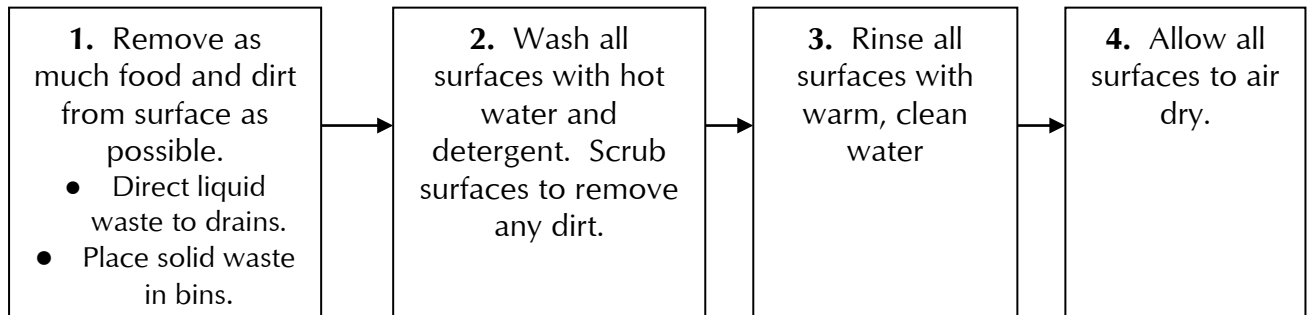 1. Remove as
much food and dirt
from surface as
possible.
● Direct liquid
waste to drains.
● Place solid waste
in bins.
2. Wash all
surfaces with hot
water and
detergent. Scrub
surfaces to remove
any dirt.
3. Rinse all
surfaces with
warm, clean
water
4. Allow all
surfaces to air
dry.